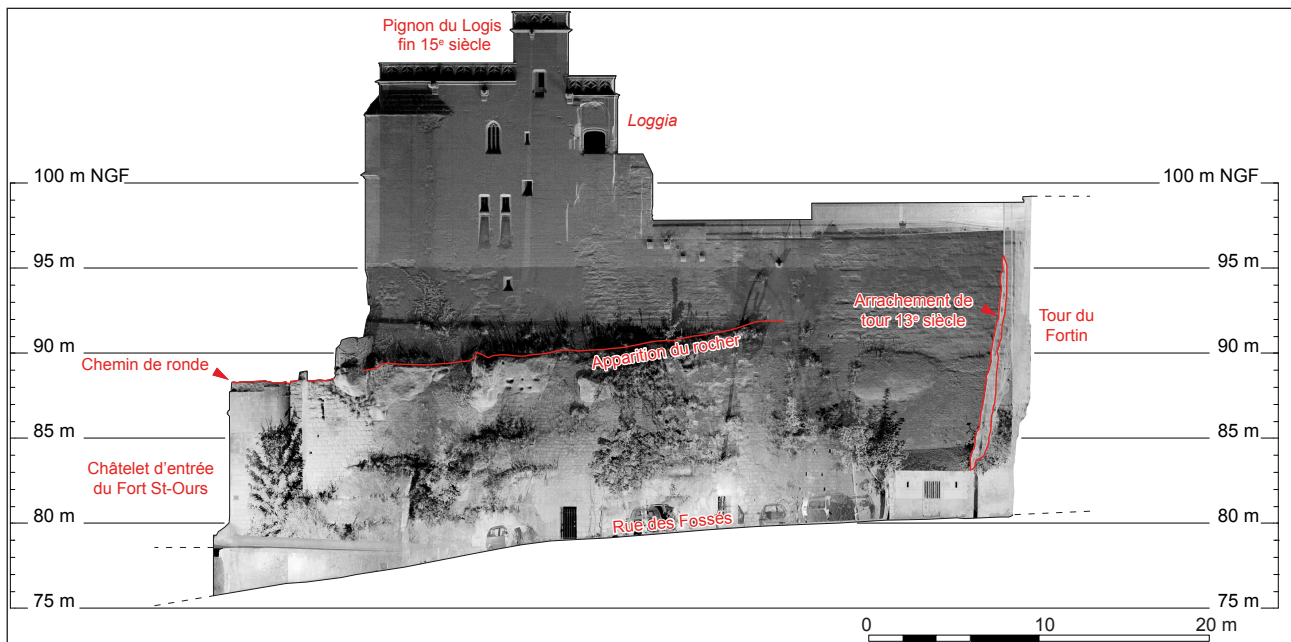 Pignon du Logis
fin 15e siècle
Loggia
100 m NGF
100 m NGF
95 m
95 m
Arrachement de
tour 13e siècle
Tour du
Fortin
90 m
90 m
Apparition du rocher
Chemin de ronde
85 m
85 m
Châtelet d'entrée
du Fort St-Ours
80 m
80 m
Rue des Fossés
75 m
75 m
0
10
20 m